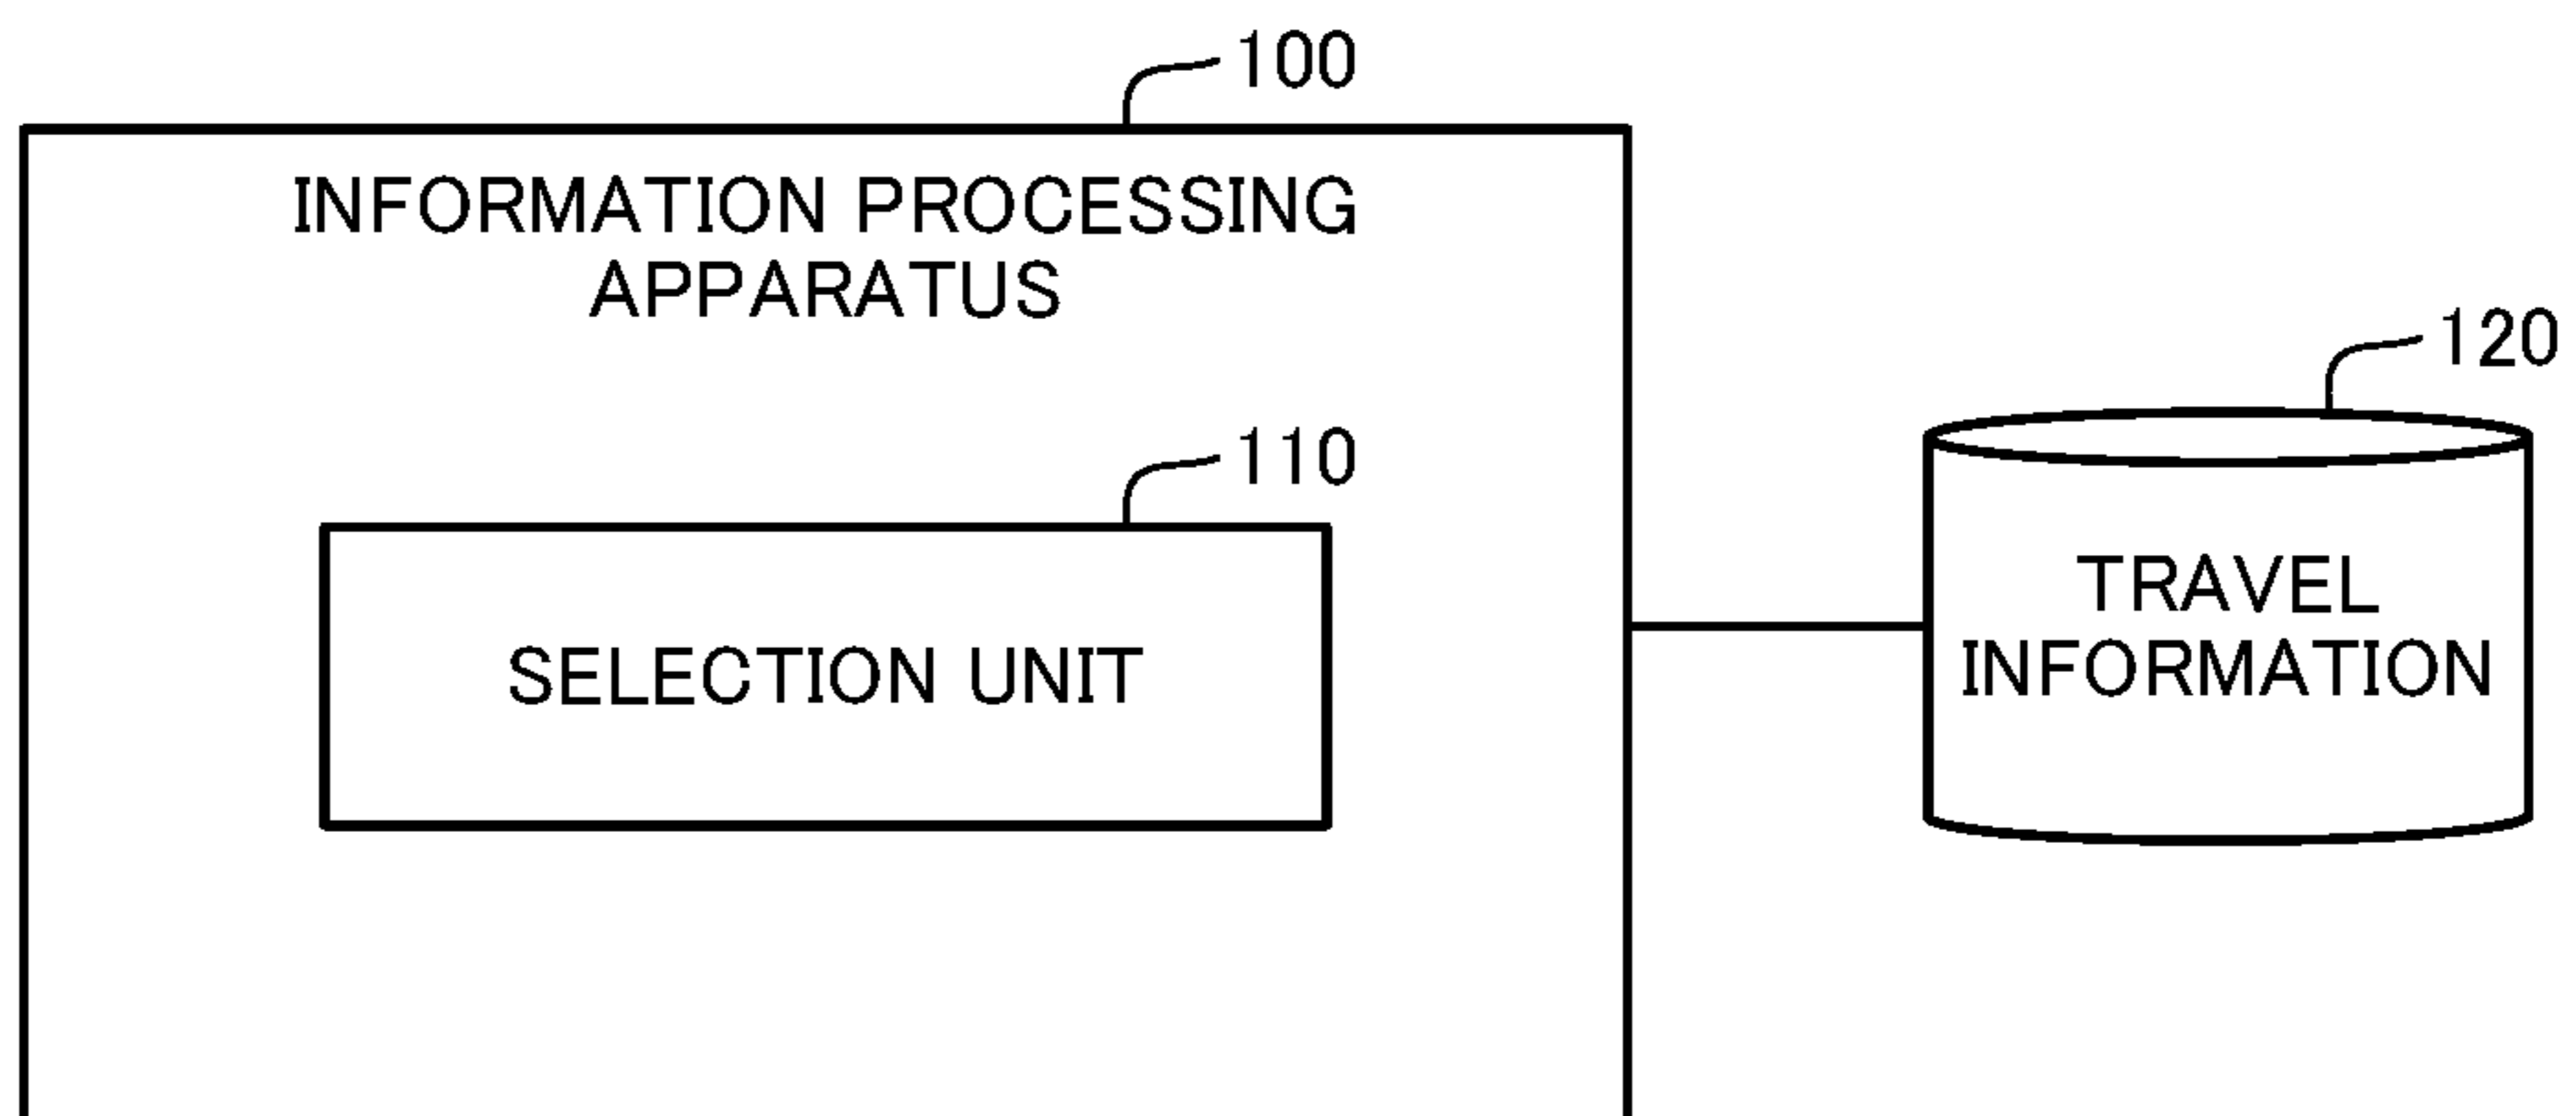 100
INFORMATION PROCESSING
APPARATUS
120
110
TRAVEL
INFORMATION
SELECTION UNIT